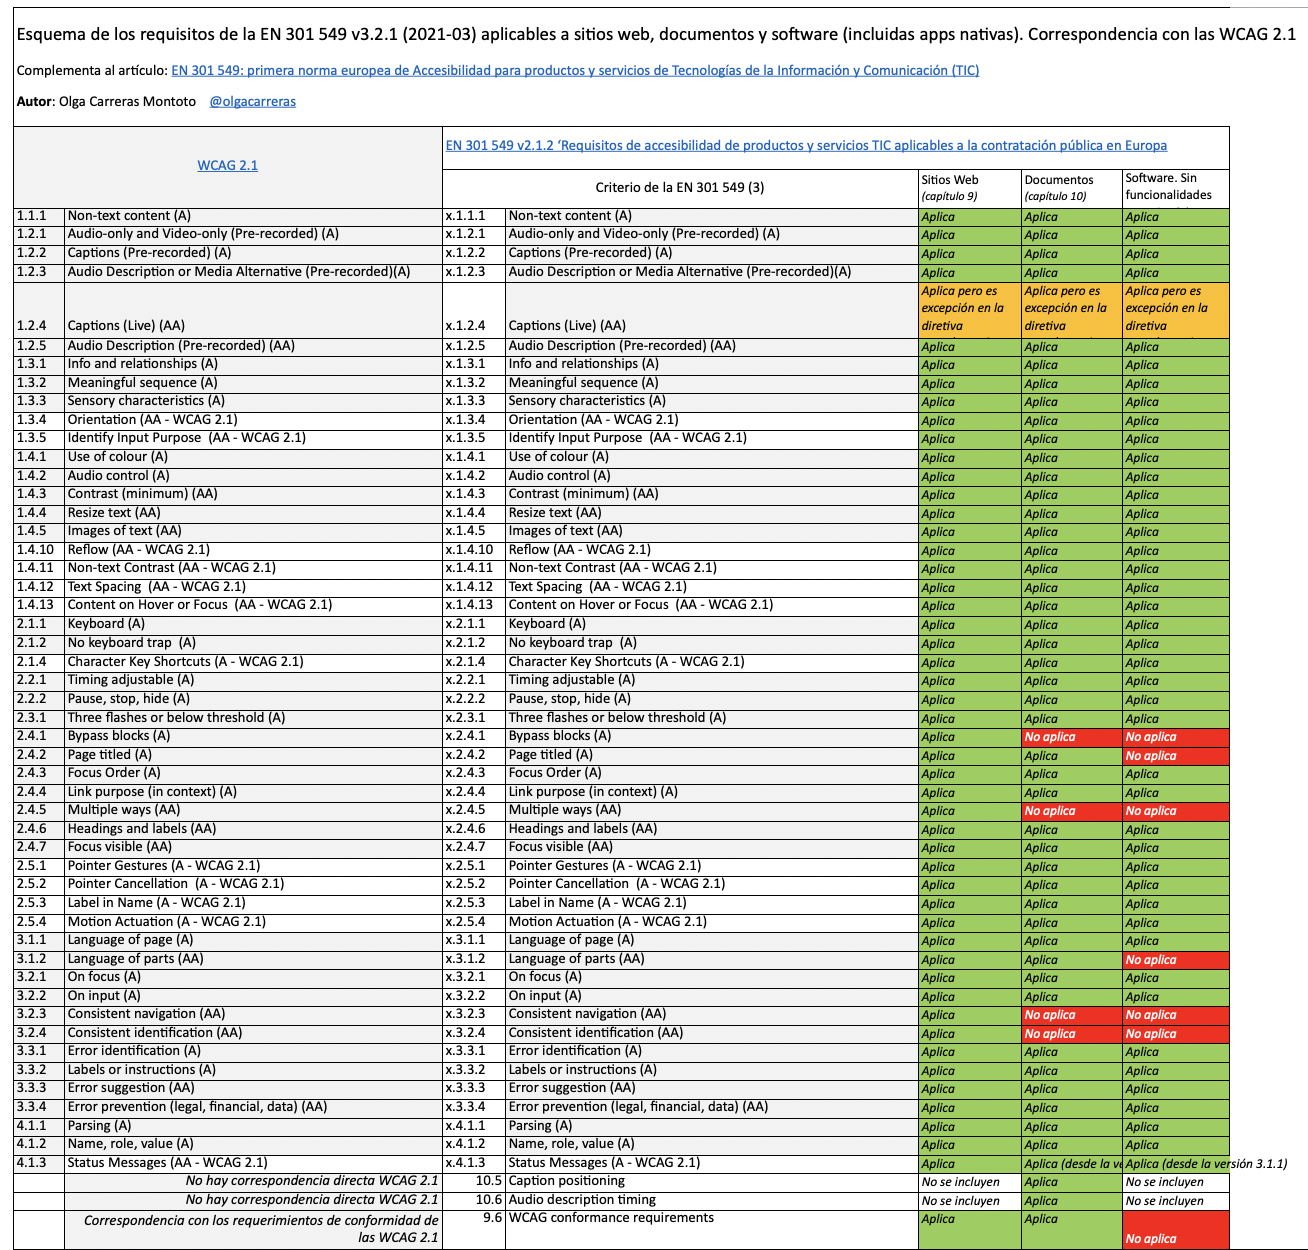 Esquema de los requisitos de la EN 301 549 v3.2.1 (2021-03) aplicables a sitios web, documentos y software (incluidas apps nativas). Correspondencia con las WCAG 2.1
Complementa al artículo: EN 301 549: primera norma europea de Accesibilidad para productos y servicios de Tecnologías de la Información y Comunicación (TIC)
Autor: Olga Carreras Montoto @olgacarreras
WCAG 2.1
EN 301 549 v2.1.2 ‘Requisitos de accesibilidad de productos y servicios TIC aplicables a la contratación pública en Europa
Criterio de la EN 301 549 (3)
Sitios Web
(capítulo 9)
Documentos
(capítulo 10)
Software. Sin
funcionalidades
1.1.1 Non-text content (A) x.1.1.1 Non-text content (A) Aplica Aplica Aplica
1.2.1 Audio-only and Video-only (Pre-recorded) (A) x.1.2.1 Audio-only and Video-only (Pre-recorded) (A) Aplica Aplica Aplica
1.2.2 Captions (Pre-recorded) (A) x.1.2.2 Captions (Pre-recorded) (A) Aplica Aplica Aplica
1.2.3 Audio Description or Media Alternative (Pre-recorded)(A) x.1.2.3 Audio Description or Media Alternative (Pre-recorded)(A) Aplica Aplica Aplica
Aplica pero es Aplica pero es Aplica pero es
excepción en la excepción en la excepción en la
1.2.4 Captions (Live) (AA) x.1.2.4 Captions (Live) (AA) diretiva diretiva diretiva
1.2.5 Audio Description (Pre-recorded) (AA) x.1.2.5 Audio Description (Pre-recorded) (AA) Aplica Aplica Aplica
1.3.1 Info and relationships (A) x.1.3.1 Info and relationships (A) Aplica Aplica Aplica
1.3.2 Meaningful sequence (A) x.1.3.2 Meaningful sequence (A) Aplica Aplica Aplica
1.3.3 Sensory characteristics (A) x.1.3.3 Sensory characteristics (A) Aplica Aplica Aplica
1.3.4 Orientation (AA - WCAG 2.1) x.1.3.4 Orientation (AA - WCAG 2.1) Aplica Aplica Aplica
1.3.5 Identify Input Purpose (AA - WCAG 2.1) x.1.3.5 Identify Input Purpose (AA - WCAG 2.1) Aplica Aplica Aplica
1.4.1 Use of colour (A) x.1.4.1 Use of colour (A) Aplica Aplica Aplica
1.4.2 Audio control (A) x.1.4.2 Audio control (A) Aplica Aplica Aplica
1.4.3 Contrast (minimum) (AA) x.1.4.3 Contrast (minimum) (AA) Aplica Aplica Aplica
1.4.4 Resize text (AA) x.1.4.4 Resize text (AA) Aplica Aplica Aplica
1.4.5 Images of text (AA) x.1.4.5 Images of text (AA) Aplica Aplica Aplica
1.4.10 Reflow (AA - WCAG 2.1) x.1.4.10 Reflow (AA - WCAG 2.1) Aplica Aplica Aplica
1.4.11 Non-text Contrast (AA - WCAG 2.1) x.1.4.11 Non-text Contrast (AA - WCAG 2.1) Aplica Aplica Aplica
1.4.12 Text Spacing (AA - WCAG 2.1) x.1.4.12 Text Spacing (AA - WCAG 2.1) Aplica Aplica Aplica
1.4.13 Content on Hover or Focus (AA - WCAG 2.1) x.1.4.13 Content on Hover or Focus (AA - WCAG 2.1) Aplica Aplica Aplica
2.1.1 Keyboard (A) x.2.1.1 Keyboard (A) Aplica Aplica Aplica
2.1.2 No keyboard trap (A) x.2.1.2 No keyboard trap (A) Aplica Aplica Aplica
2.1.4 Character Key Shortcuts (A - WCAG 2.1) x.2.1.4 Character Key Shortcuts (A - WCAG 2.1) Aplica Aplica Aplica
2.2.1 Timing adjustable (A) x.2.2.1 Timing adjustable (A) Aplica Aplica Aplica
2.2.2 Pause, stop, hide (A) x.2.2.2 Pause, stop, hide (A) Aplica Aplica Aplica
2.3.1 Three flashes or below threshold (A) x.2.3.1 Three flashes or below threshold (A) Aplica Aplica Aplica
2.4.1 Bypass blocks (A) x.2.4.1 Bypass blocks (A) Aplica No aplica No aplica
2.4.2 Page titled (A) x.2.4.2 Page titled (A) Aplica Aplica No aplica
2.4.3 Focus Order (A) x.2.4.3 Focus Order (A) Aplica Aplica Aplica
2.4.4 Link purpose (in context) (A) x.2.4.4 Link purpose (in context) (A) Aplica Aplica Aplica
2.4.5 Multiple ways (AA) x.2.4.5 Multiple ways (AA) Aplica No aplica No aplica
2.4.6 Headings and labels (AA) x.2.4.6 Headings and labels (AA) Aplica Aplica Aplica
2.4.7 Focus visible (AA) x.2.4.7 Focus visible (AA) Aplica Aplica Aplica
2.5.1 Pointer Gestures (A - WCAG 2.1) x.2.5.1 Pointer Gestures (A - WCAG 2.1) Aplica Aplica Aplica
2.5.2 Pointer Cancellation (A - WCAG 2.1) x.2.5.2 Pointer Cancellation (A - WCAG 2.1) Aplica Aplica Aplica
2.5.3 Label in Name (A - WCAG 2.1) x.2.5.3 Label in Name (A - WCAG 2.1) Aplica Aplica Aplica
2.5.4 Motion Actuation (A - WCAG 2.1) x.2.5.4 Motion Actuation (A - WCAG 2.1) Aplica Aplica Aplica
3.1.1 Language of page (A) x.3.1.1 Language of page (A) Aplica Aplica Aplica
3.1.2 Language of parts (AA) x.3.1.2 Language of parts (AA) Aplica Aplica No aplica
3.2.1 On focus (A) x.3.2.1 On focus (A) Aplica Aplica Aplica
3.2.2 On input (A) x.3.2.2 On input (A) Aplica Aplica Aplica
3.2.3 Consistent navigation (AA) x.3.2.3 Consistent navigation (AA) Aplica No aplica No aplica
3.2.4 Consistent identification (AA) x.3.2.4 Consistent identification (AA) Aplica No aplica No aplica
3.3.1 Error identification (A) x.3.3.1 Error identification (A) Aplica Aplica Aplica
3.3.2 Labels or instructions (A) x.3.3.2 Labels or instructions (A) Aplica Aplica Aplica
3.3.3 Error suggestion (AA) x.3.3.3 Error suggestion (AA) Aplica Aplica Aplica
3.3.4 Error prevention (legal, financial, data) (AA) x.3.3.4 Error prevention (legal, financial, data) (AA) Aplica Aplica Aplica
4.1.1 Parsing (A) x.4.1.1 Parsing (A) Aplica Aplica Aplica
4.1.2 Name, role, value (A) x.4.1.2 Name, role, value (A) Aplica Aplica Aplica
4.1.3 Status Messages (AA - WCAG 2.1) x.4.1.3 Status Messages (A - WCAG 2.1) Aplica Aplica (desde la ve Aplica (desde la versión 3.1.1)
No hay correspondencia directa WCAG 2.1 10.5 Caption positioning No se incluyen Aplica No se incluyen
No hay correspondencia directa WCAG 2.1 10.6 Audio description timing No se incluyen Aplica No se incluyen
Correspondencia con los requerimientos de conformidad de 9.6 WCAG conformance requirements Aplica Aplica
las WCAG 2.1 No aplica